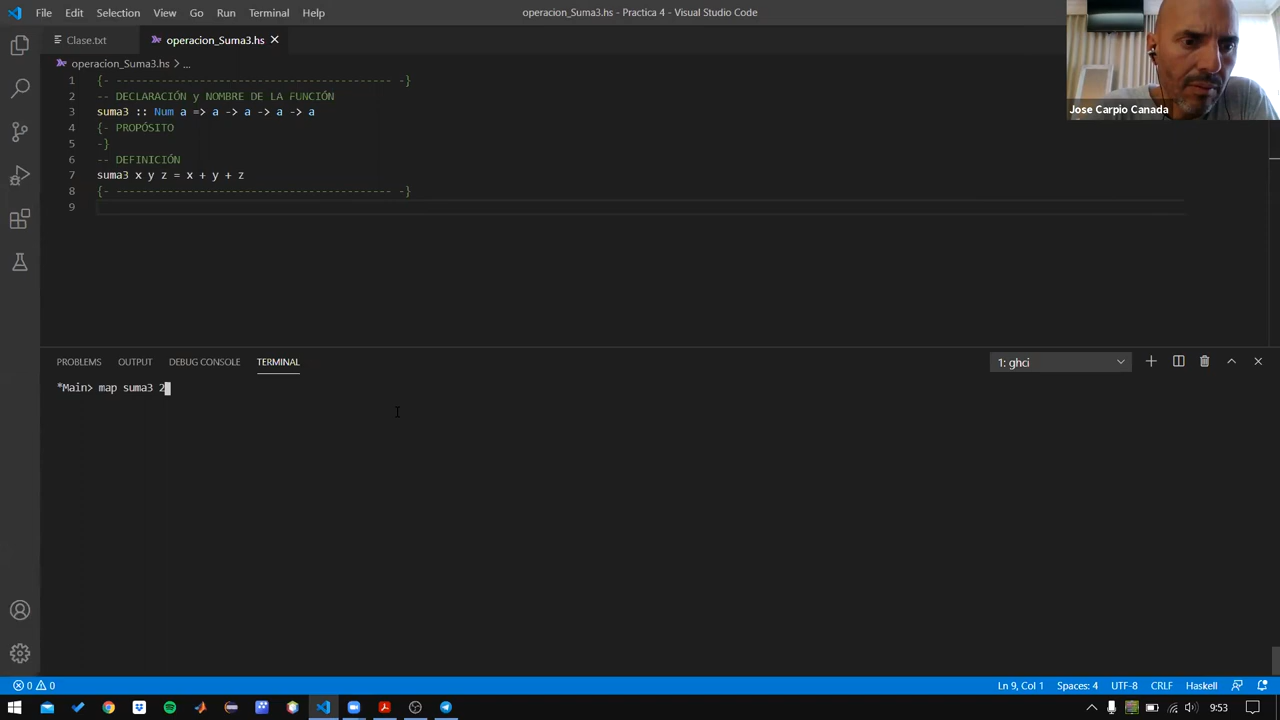 File Edit Selection View Go Run Terminal Help
operacion_Suma3.hs - Practica 4 - Visual Studio Code
Clase.txt
operacion_Suma3.hs
operacion_Suma3.hs > ...
1 {- ------------------------------------------ -}
2 -- DECLARACIÓN y NOMBRE DE LA FUNCIÓN
3 suma3 :: Num a => a -> a -> a -> a
4 {- PROPÓSITO
5 -}
6 -- DEFINICIÓN
7 suma3 x y z = x + y + z
8 {- ------------------------------------------ -}
9
Jose Carpio Canada
PROBLEMS OUTPUT DEBUG CONSOLE TERMINAL
1: ghci
*Main> map suma3 2
0 0
Ln 9, Col 1 Spaces: 4 UTF-8 CRLF Haskell
9:53